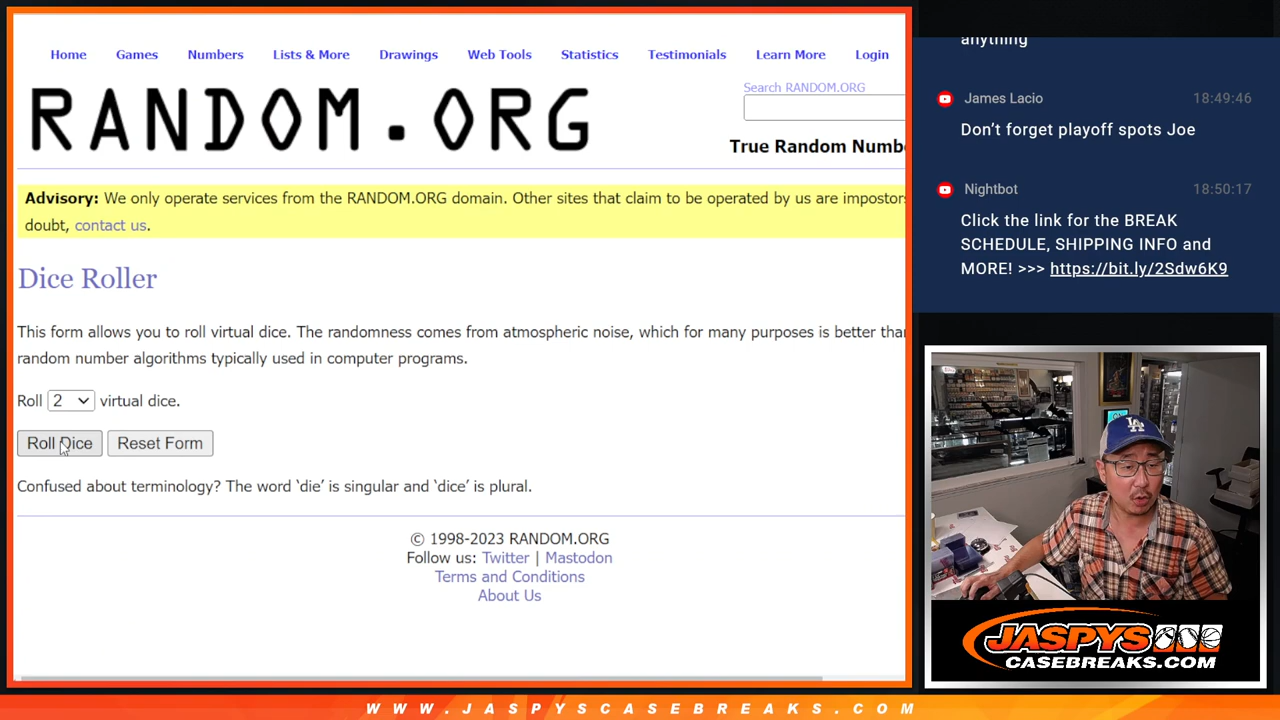 Home Games Numbers Lists & More Drawings Web Tools Statistics Testimonials Learn More Login
RANDOM.ORG
Search RANDOM.ORG
True Random Numbe
Advisory: We only operate services from the RANDOM.ORG domain. Other sites that claim to be operated by us are impostors
doubt, contact us.
Dice Roller
This form allows you to roll virtual dice. The randomness comes from atmospheric noise, which for many purposes is better than
random number algorithms typically used in computer programs.
Roll 2 virtual dice.
Roll Dice Reset Form
Confused about terminology? The word ‘die’ is singular and ‘dice’ is plural.
© 1998-2023 RANDOM.ORG
Follow us: Twitter | Mastodon
Terms and Conditions
About Us
anything
James Lacio 18:49:46
Don’t forget playoff spots Joe
Nightbot 18:50:17
Click the link for the BREAK
SCHEDULE, SHIPPING INFO and
MORE! >>> https://bit.ly/2Sdw6K9
LA
JASPYS
CASEBREAKS.COM
WWW.JASPYSCASEBREAKS.COM